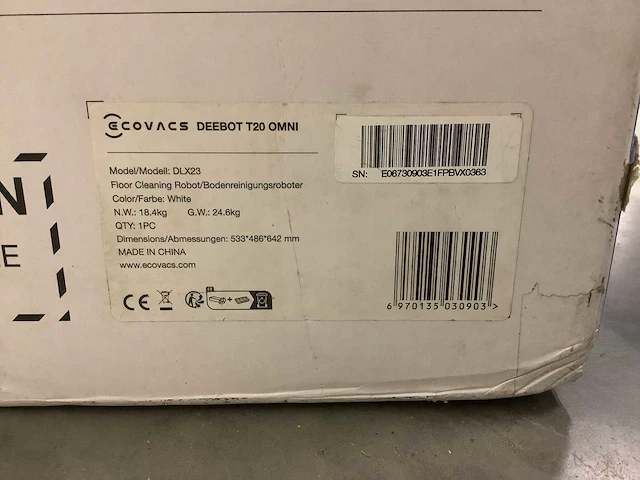 ECOVACS DEEBOT T20 OMNI
Model/Modell: DLX23
Floor Cleaning Robot/Bodenreinigungsroboter
Color/Farbe: White
N.W.: 18.4kg G.W.: 24.6kg
QTY: 1PC
Dimensions/Abmessungen: 533*486*642 mm
MADE IN CHINA
www.ecovacs.com
CE
SN: E06730903E1FPBVX0363
6 970135 030903 >
N
E